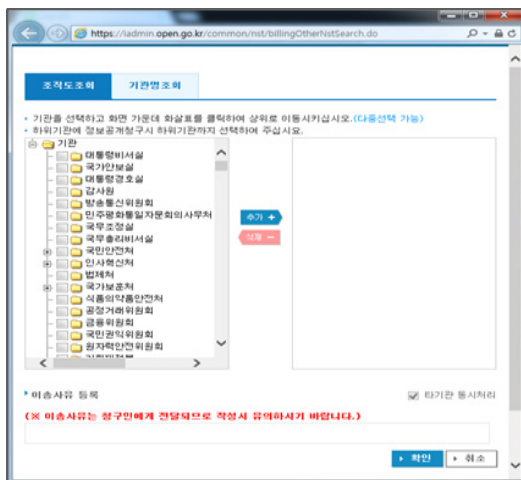 https://iadmin.open.go.kr/common/nst/billingOtherNstSearch.do
조직도조회 기관명조회
기관을 선택하고 화면 가운데 화살표를 클릭하여 상위로 이동시키십시오.(다중선택 가능)
하위기관에 정보공개청구시 하위기관까지 선택하여 주십시요.
기관
대통령비서실
국가안보실
대통령경호실
감사원
방송통신위원회
민주평화통일자문회의사무처
국무조정실
국무총리비서실
국민안전처
인사혁신처
법제처
국가보훈처
식품의약품안전처
공정거래위원회
금융위원회
국민권익위원회
원자력안전위원회
추가 +
삭제 −
이송사유 등록
타기관 동시처리
(※ 이송사유는 청구인에게 전달되므로 작성시 유의하시기 바랍니다.)
확인 취소